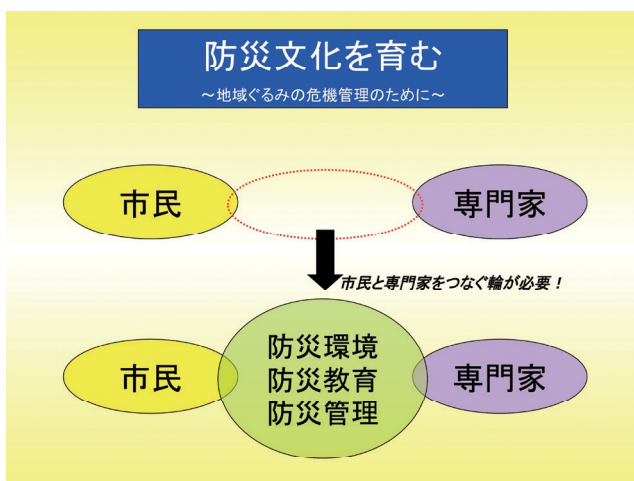 防災文化を育む
～地域ぐるみの危機管理のために～
市民
専門家
市民と専門家をつなぐ輪が必要！
市民
防災環境
防災教育
防災管理
専門家